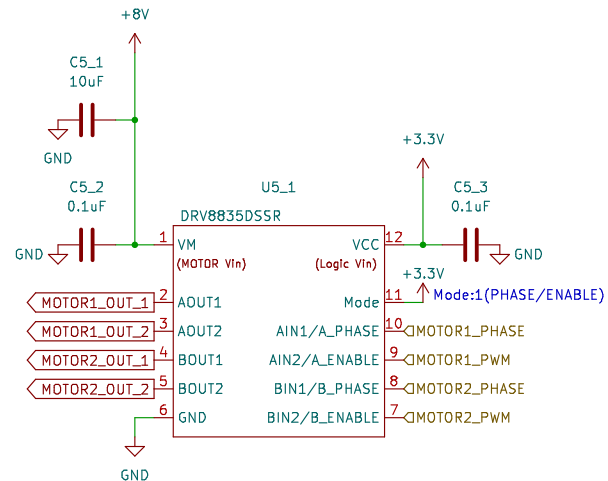 +8V
C5_1
10uF
GND
+3.3V
C5_2
0.1uF
U5_1
C5_3
0.1uF
DRV8835DSSR
GND
1
VM
VCC
12
GND
(MOTOR Vin)
(Logic Vin)
+3.3V
Mode:1(PHASE/ENABLE)
MOTOR1_OUT_1
2
AOUT1
Mode
11
MOTOR1_OUT_2
3
AOUT2
AIN1/A_PHASE
10
MOTOR1_PHASE
MOTOR2_OUT_1
4
BOUT1
AIN2/A_ENABLE
9
MOTOR1_PWM
MOTOR2_OUT_2
5
BOUT2
BIN1/B_PHASE
8
MOTOR2_PHASE
6
GND
BIN2/B_ENABLE
7
MOTOR2_PWM
GND